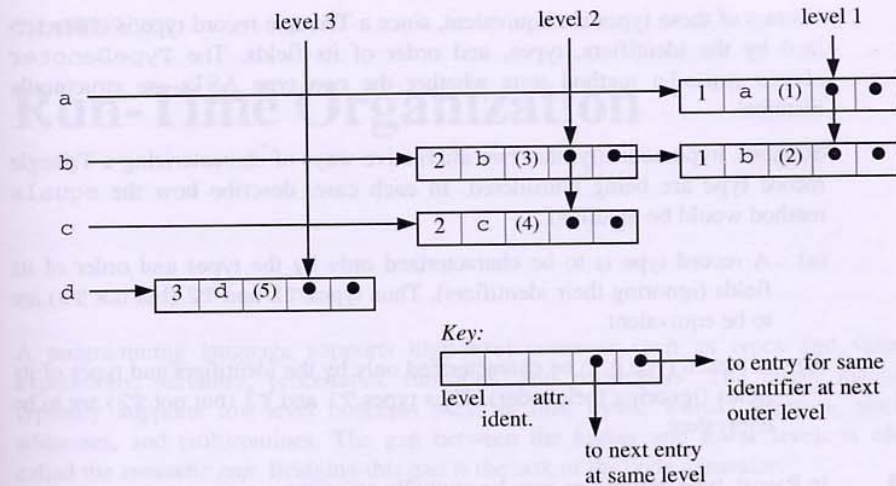 level 3 level 2 level 1
a 1 a (1)
b 2 b (3) 1 b (2)
c 2 c (4)
d 3 d (5)
Key:
level attr.
ident.
to entry for same
identifier at next
outer level
to next entry
at same level